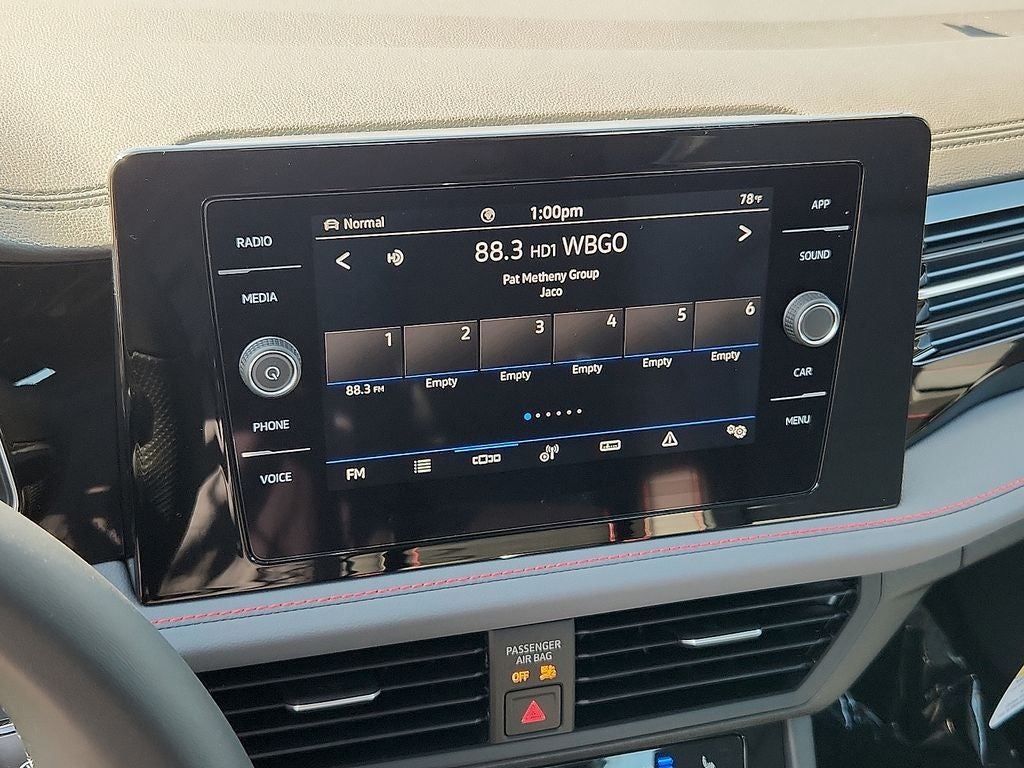 Normal 1:00pm 78°F
RADIO
MEDIA
PHONE
VOICE
APP
SOUND
CAR
MENU
< HD 88.3 HD1 WBGO >
Pat Metheny Group
Jaco
1 2 3 4 5 6
88.3 FM Empty Empty Empty Empty Empty
FM
PASSENGER
AIR BAG
OFF